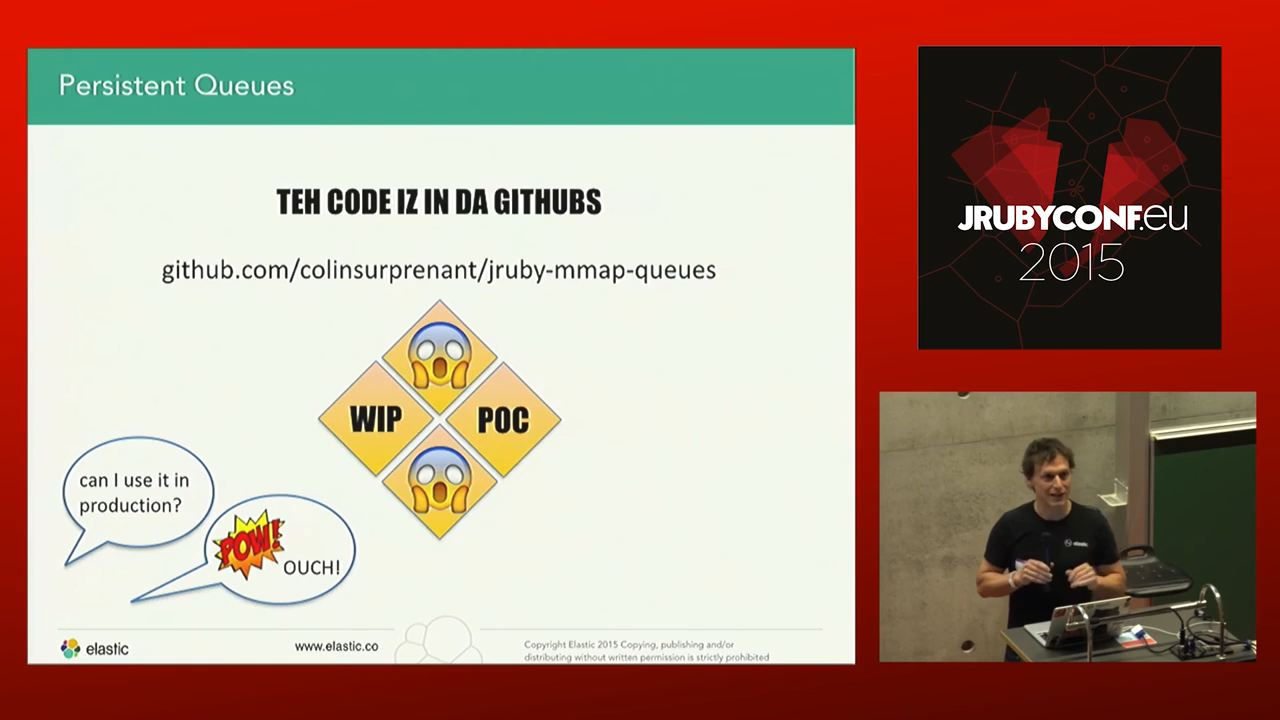 Persistent Queues
TEH CODE IZ IN DA GITHUBS
github.com/colinsurprenant/jruby-mmap-queues
WIP
POC
can I use it in
production?
POW!
OUCH!
elastic
www.elastic.co
Copyright Elastic 2015 Copying, publishing and/or
distributing without written permission is strictly prohibited
JRUBYCONF.eu
2015
elastic